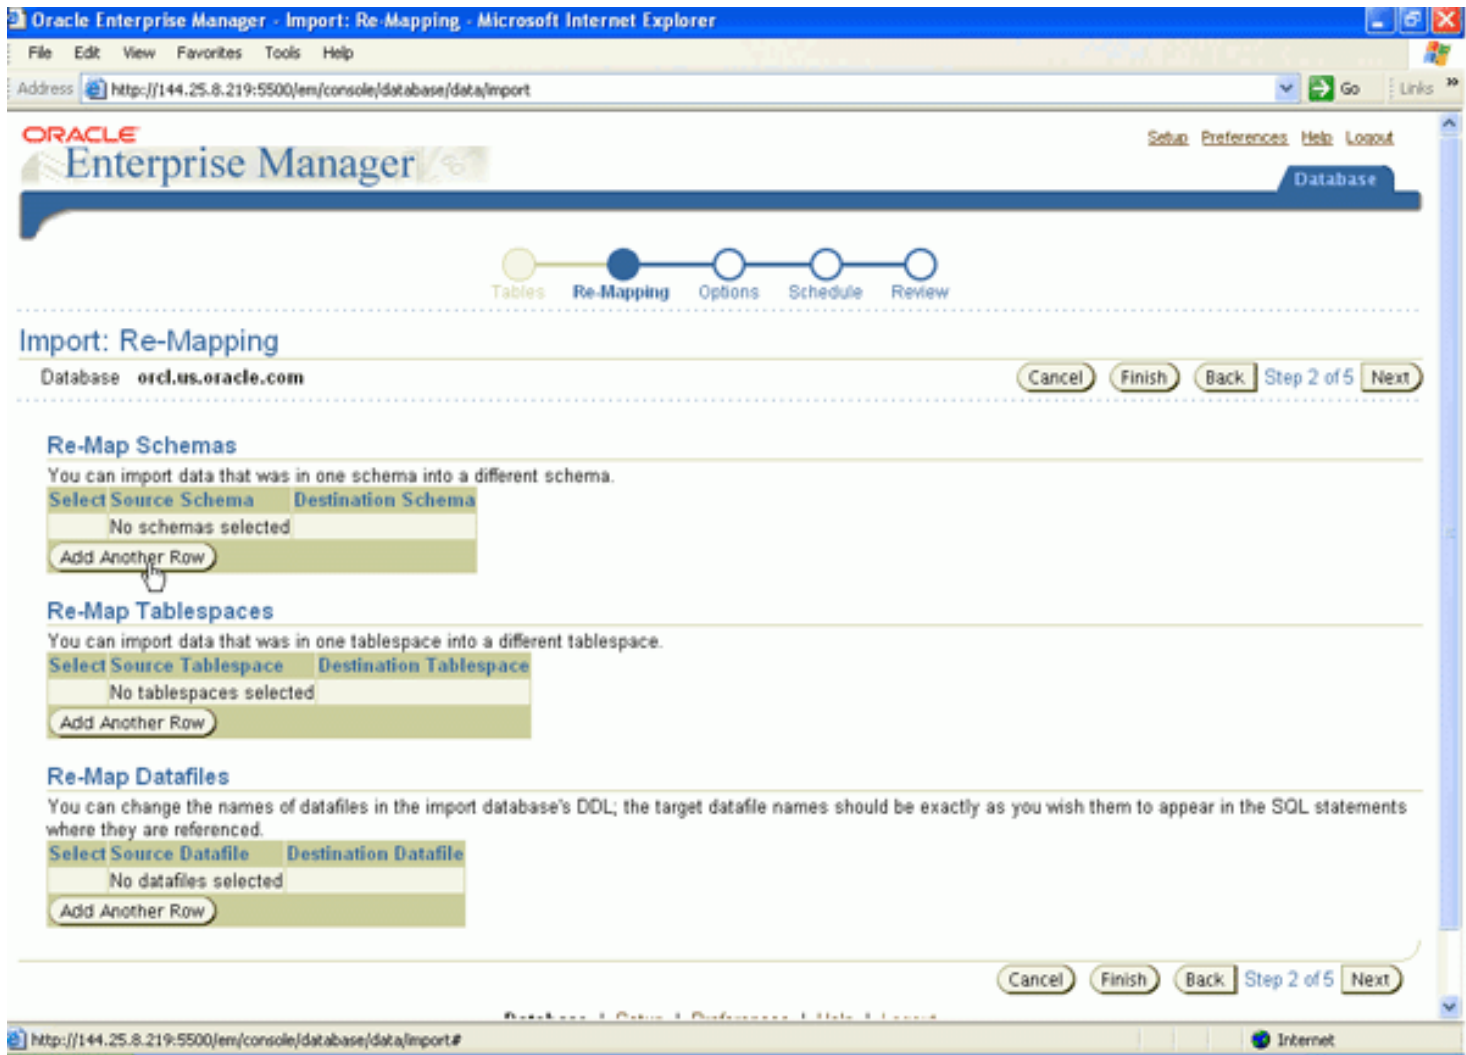 Oracle Enterprise Manager - Import: Re-Mapping - Microsoft Internet Explorer
File Edit View Favorites Tools Help
Address http://144.25.8.219:5500/em/console/database/data/import Go Links »
ORACLE
Enterprise Manager
Setup Preferences Help Logout
Database
Tables Re-Mapping Options Schedule Review
Import: Re-Mapping
Database orcl.us.oracle.com
Cancel Finish Back Step 2 of 5 Next
Re-Map Schemas
You can import data that was in one schema into a different schema.
Select Source Schema Destination Schema
No schemas selected
Add Another Row
Re-Map Tablespaces
You can import data that was in one tablespace into a different tablespace.
Select Source Tablespace Destination Tablespace
No tablespaces selected
Add Another Row
Re-Map Datafiles
You can change the names of datafiles in the import database's DDL; the target datafile names should be exactly as you wish them to appear in the SQL statements
where they are referenced.
Select Source Datafile Destination Datafile
No datafiles selected
Add Another Row
Cancel Finish Back Step 2 of 5 Next
Database | Setup | Preferences | Help | Logout
http://144.25.8.219:5500/em/console/database/data/import# Internet